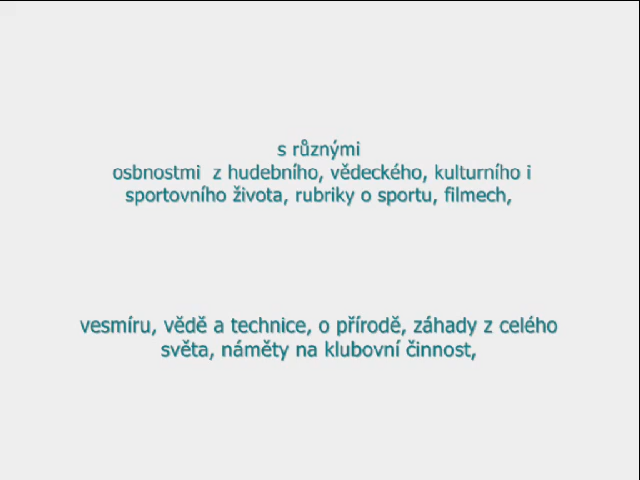 s různými
osbnostmi z hudebního, vědeckého, kulturního i
sportovního života, rubriky o sportu, filmech,
vesmíru, vědě a technice, o přírodě, záhady z celého
světa, náměty na klubovní činnost,